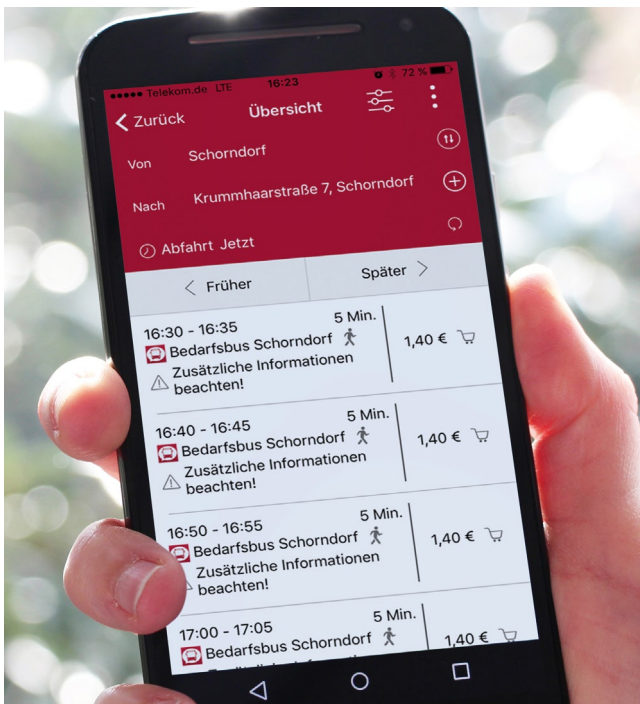 Telekom.de LTE 16:23 72 %
Zurück Übersicht
Von Schorndorf
Nach Krummhaarstraße 7, Schorndorf
Abfahrt Jetzt
Früher Später
16:30 - 16:35 5 Min.
Bedarfsbus Schorndorf 1,40 €
Zusätzliche Informationen
beachten!
16:40 - 16:45 5 Min.
Bedarfsbus Schorndorf 1,40 €
Zusätzliche Informationen
beachten!
16:50 - 16:55 5 Min.
Bedarfsbus Schorndorf 1,40 €
Zusätzliche Informationen
beachten!
17:00 - 17:05 5 Min.
Bedarfsbus Schorndorf 1,40 €